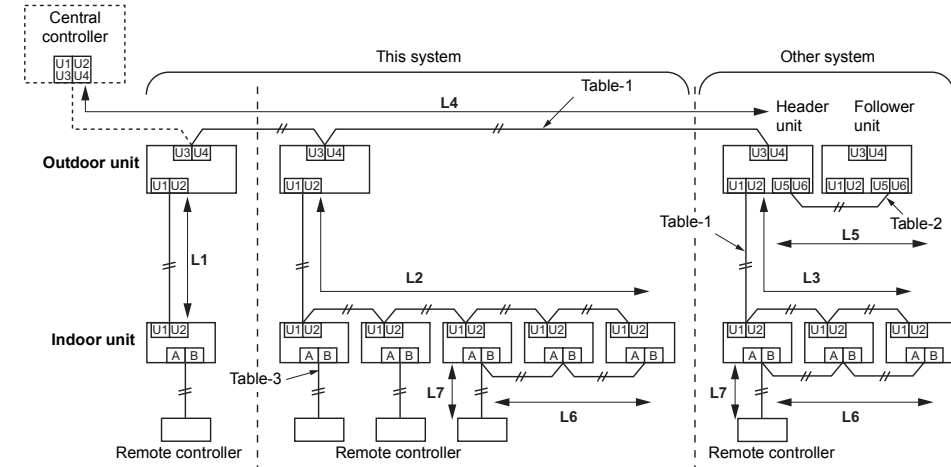 Central
controller
U1 U2
U3 U4
This system
Other system
L4
Table-1
Header
unit
Follower
unit
Outdoor unit
U3 U4
U3 U4
U3 U4
U3 U4
U1 U2
U1 U2
U1 U2
U5 U6
U1 U2
U5 U6
Table-1
Table-2
L5
L1
L2
L3
Indoor unit
U1 U2
U1 U2
U1 U2
U1 U2
U1 U2
U1 U2
U1 U2
U1 U2
U1 U2
A B
A B
A B
A B
A B
A B
A B
A B
A B
Table-3
L7
L6
L7
L6
Remote controller
Remote controller
Remote controller